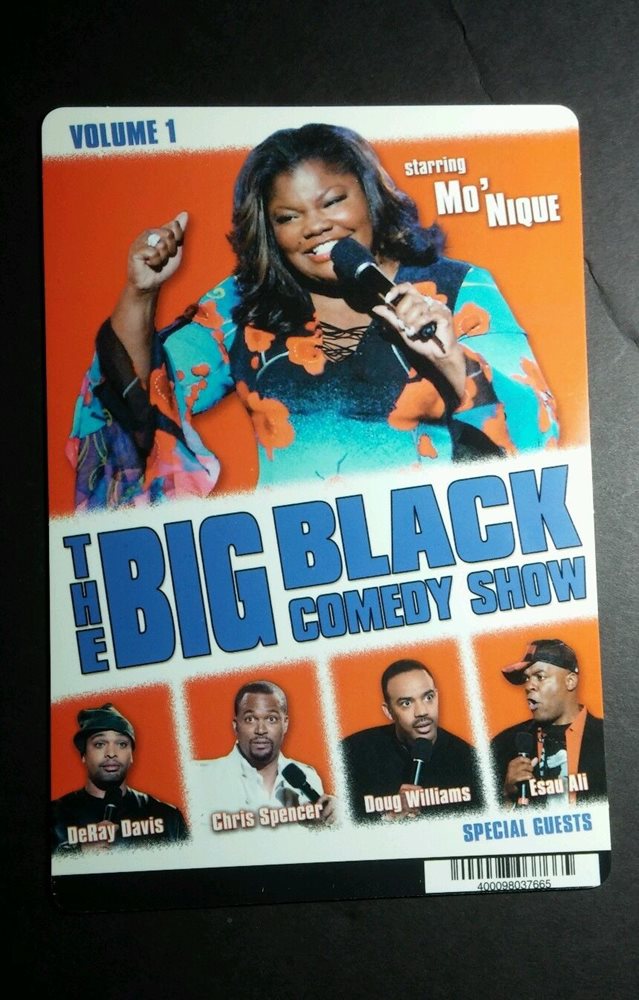 VOLUME 1
starring
Mo'NIQUE
THE BIG BLACK
COMEDY SHOW
DeRay Davis
Chris Spencer
Doug Williams
Esau Ali
SPECIAL GUESTS
400098037665